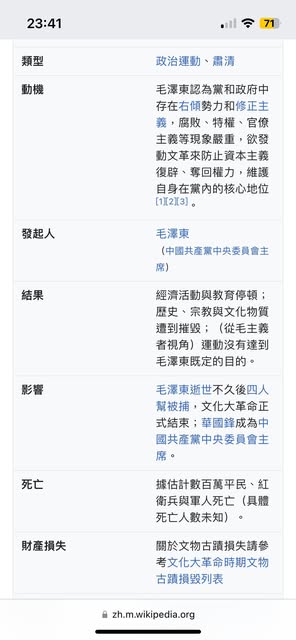 23:41
71
類型
政治運動、肅清
動機
毛澤東認為黨和政府中
存在右傾勢力和修正主
義，腐敗、特權、官僚
主義等現象嚴重，欲發
動文革來防止資本主義
復辟、奪回權力，維護
自身在黨內的核心地位
[1][2][3]。
發起人
毛澤東
（中國共產黨中央委員會主
席）
結果
經濟活動與教育停頓；
歷史、宗教與文化物質
遭到摧毀；（從毛主義
者視角）運動沒有達到
毛澤東既定的目的。
影響
毛澤東逝世不久後四人
幫被捕，文化大革命正
式結束；華國鋒成為中
國共產黨中央委員會主
席。
死亡
據估計數百萬平民、紅
衛兵與軍人死亡（具體
死亡人數未知）。
財產損失
關於文物古蹟損失請參
考文化大革命時期文物
古蹟損毀列表
zh.m.wikipedia.org